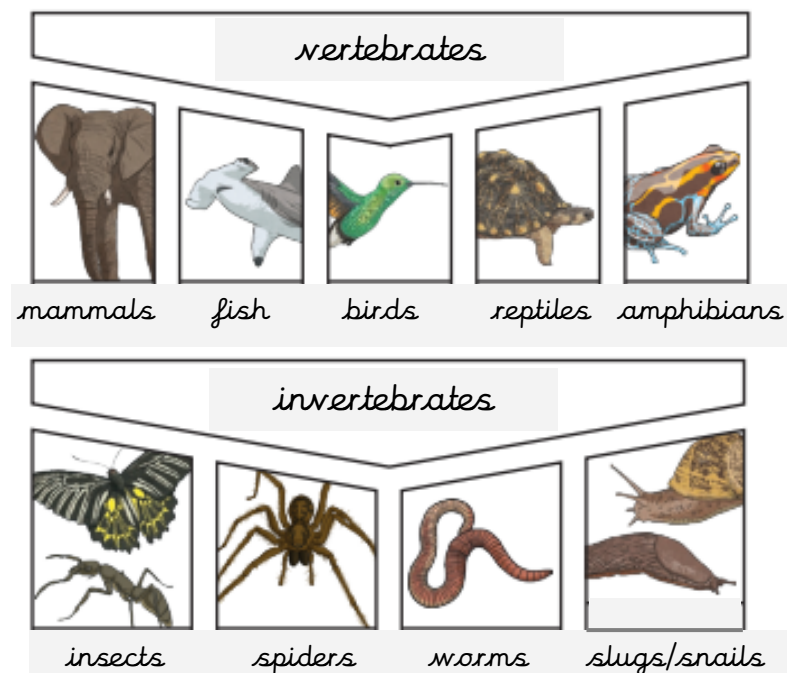 vertebrates
mammals fish birds reptiles amphibians
invertebrates
insects spiders worms slugs/snails